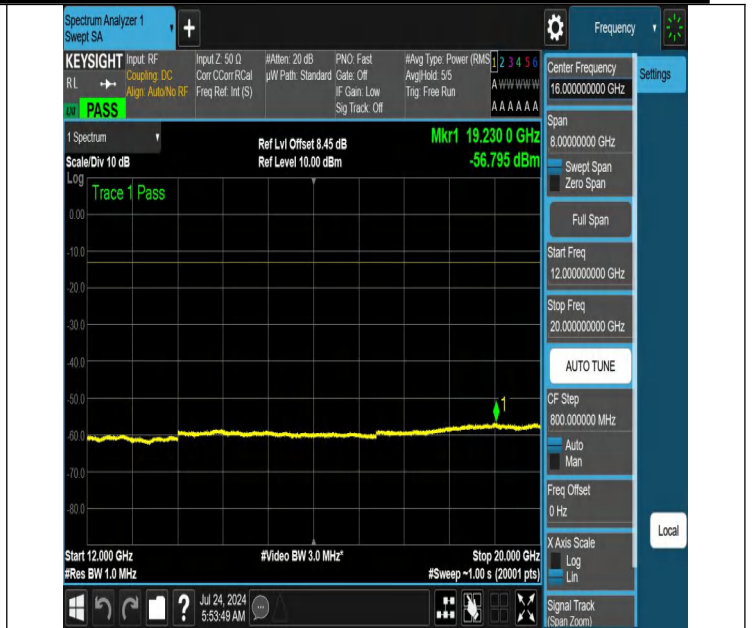 Spectrum Analyzer 1
Swept SA
+
Frequency
KEYSIGHT
RL
PASS
Input: RF
Coupling: DC
Align: Auto/No RF
Input Z: 50 Ω
Corr CCorr RCal
Freq Ref: Int (S)
#Atten: 20 dB
µW Path: Standard
PNO: Fast
Gate: Off
IF Gain: Low
Sig Track: Off
#Avg Type: Power (RMS
Avg|Hold: 5/5
Trig: Free Run
1 2 3 4 5 6
A W W W W W
A A A A A A
1 Spectrum
Scale/Div 10 dB
Ref Lvl Offset 8.45 dB
Ref Level 10.00 dBm
Mkr1 19.230 0 GHz
-56.795 dBm
Log
Trace 1 Pass
0.00
-10.0
-20.0
-30.0
-40.0
-50.0
-60.0
-70.0
-80.0
1
Start 12.000 GHz
#Res BW 1.0 MHz
#Video BW 3.0 MHz*
Stop 20.000 GHz
#Sweep ~1.00 s (20001 pts)
?
Jul 24, 2024
5:53:49 AM
Center Frequency
16.000000000 GHz
Settings
Span
8.00000000 GHz
Swept Span
Zero Span
Full Span
Start Freq
12.000000000 GHz
Stop Freq
20.000000000 GHz
AUTO TUNE
CF Step
800.000000 MHz
Auto
Man
Freq Offset
0 Hz
X Axis Scale
Log
Lin
Local
Signal Track
(Span Zoom)